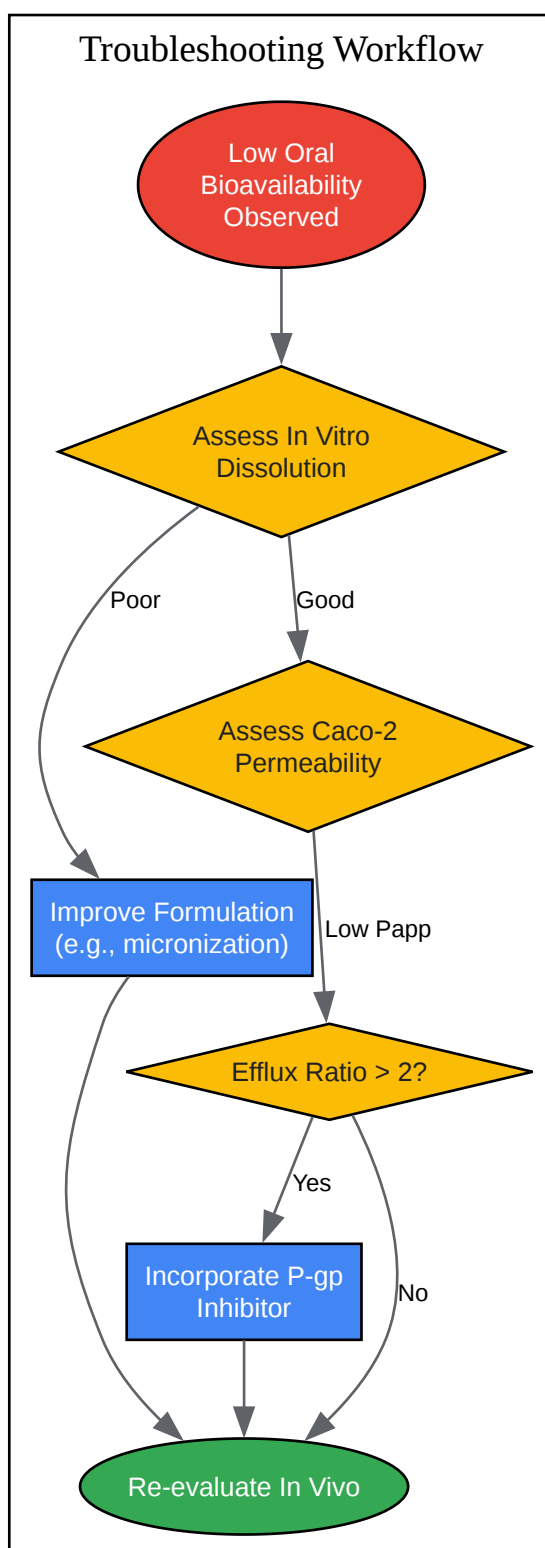 Troubleshooting Workflow
Low Oral
Bioavailability
Observed
Assess In Vitro
Dissolution
Poor
Good
Assess Caco-2
Permeability
Improve Formulation
(e.g., micronization)
Low Papp
Efflux Ratio > 2?
Yes
Incorporate P-gp
Inhibitor
No
Re-evaluate In Vivo